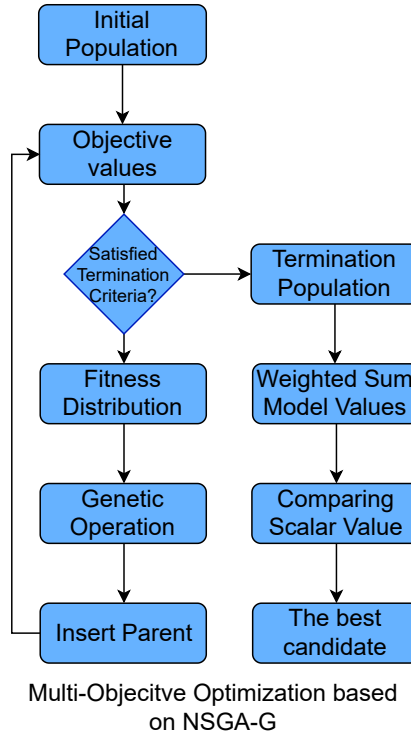 Initial
Population
Objective
values
Satisfied
Termination
Criteria?
Termination
Population
Fitness
Distribution
Weighted Sum
Model Values
Genetic
Operation
Comparing
Scalar Value
Insert Parent
The best
candidate
Multi-Objecitve Optimization based
on NSGA-G